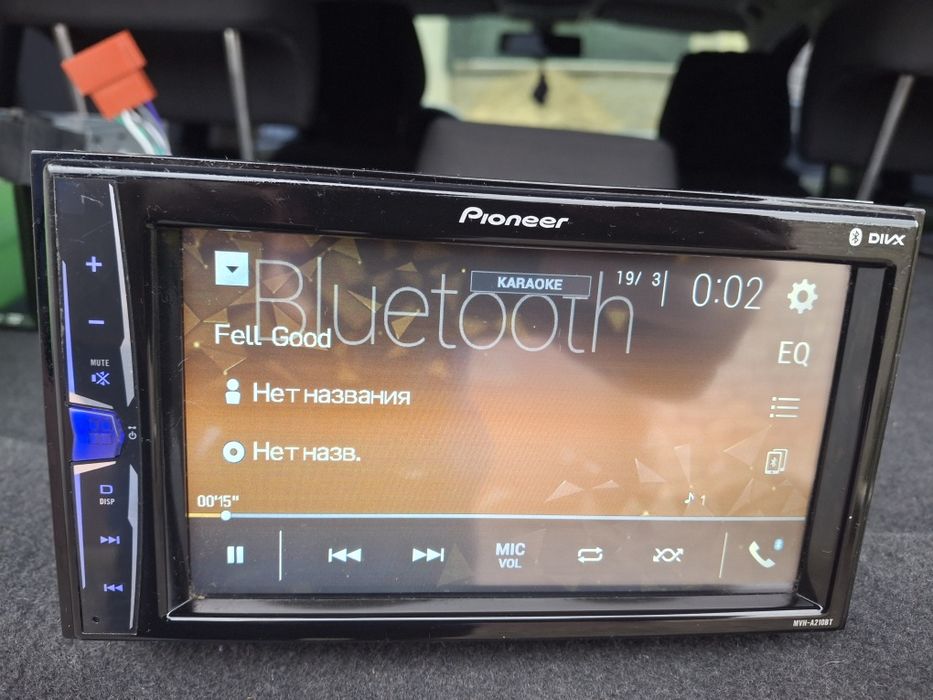 Pioneer
DIVX
Bluetooth
KARAOKE
19/ 3
0:02
Fell Good
EQ
Нет названия
Нет назв.
00'15"
1
MIC
VOL
MUTE
DISP
MVH-A210BT